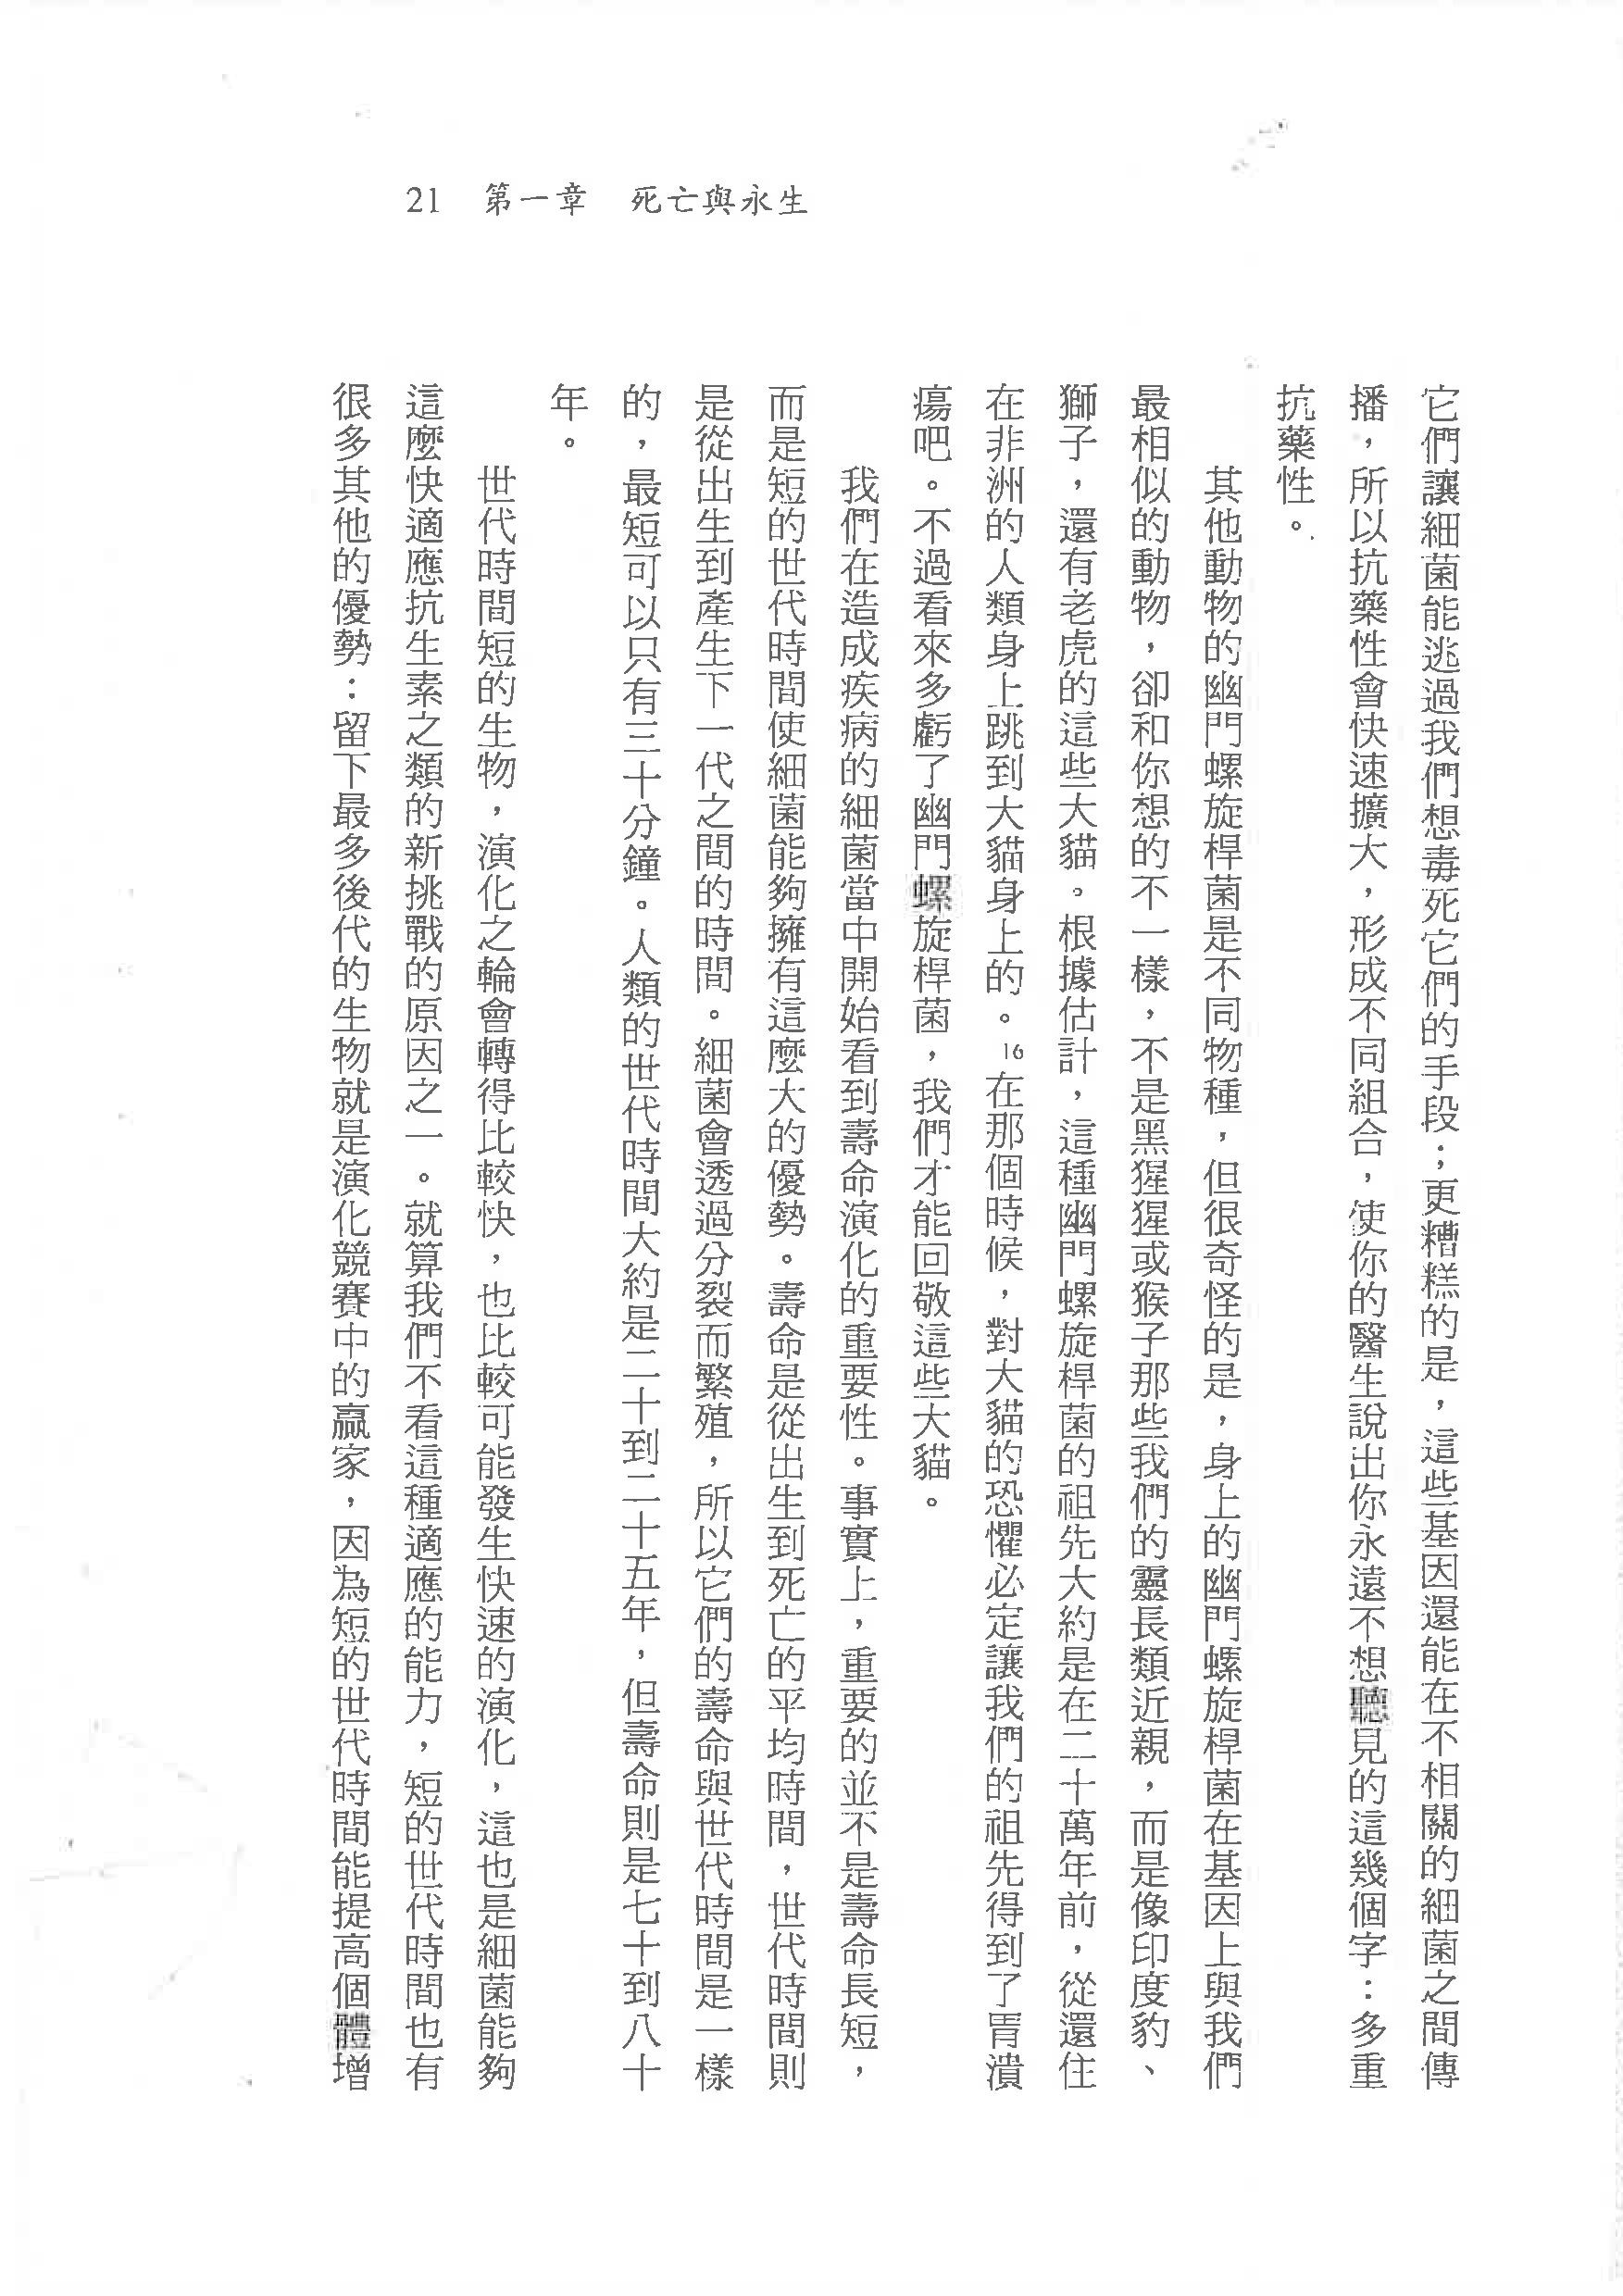 21　第一章　死亡與永生
它們讓細菌能逃過我們想毒死它們的手段；更糟糕的是，這些基因還能在不相關的細菌之間傳
播，所以抗藥性會快速擴大，形成不同組合，使你的醫生說出你永遠不想聽見的這幾個字：多重
抗藥性。
其他動物的幽門螺旋桿菌是不同物種，但很奇怪的是，身上的幽門螺旋桿菌在基因上與我們
最相似的動物，卻和你想的不一樣，不是黑猩猩或猴子那些我們的靈長類近親，而是像印度豹、
獅子，還有老虎的這些大貓。根據估計，這種幽門螺旋桿菌的祖先大約是在二十萬年前，從還住
在非洲的人類身上跳到大貓身上的。16在那個時候，對大貓的恐懼必定讓我們的祖先得到了胃潰
瘍吧。不過看來多虧了幽門螺旋桿菌，我們才能回敬這些大貓。
我們在造成疾病的細菌當中開始看到壽命演化的重要性。事實上，重要的並不是壽命長短，
而是短的世代時間使細菌能夠擁有這麼大的優勢。壽命是從出生到死亡的平均時間，世代時間則
是從出生到產生下一代之間的時間。細菌會透過分裂而繁殖，所以它們的壽命與世代時間是一樣
的，最短可以只有三十分鐘。人類的世代時間大約是二十到二十五年，但壽命則是七十到八十
年。
世代時間短的生物，演化之輪會轉得比較快，也比較可能發生快速的演化，這也是細菌能夠
這麼快適應抗生素之類的新挑戰的原因之一。就算我們不看這種適應的能力，短的世代時間也有
很多其他的優勢：留下最多後代的生物就是演化競賽中的贏家，因為短的世代時間能提高個體增